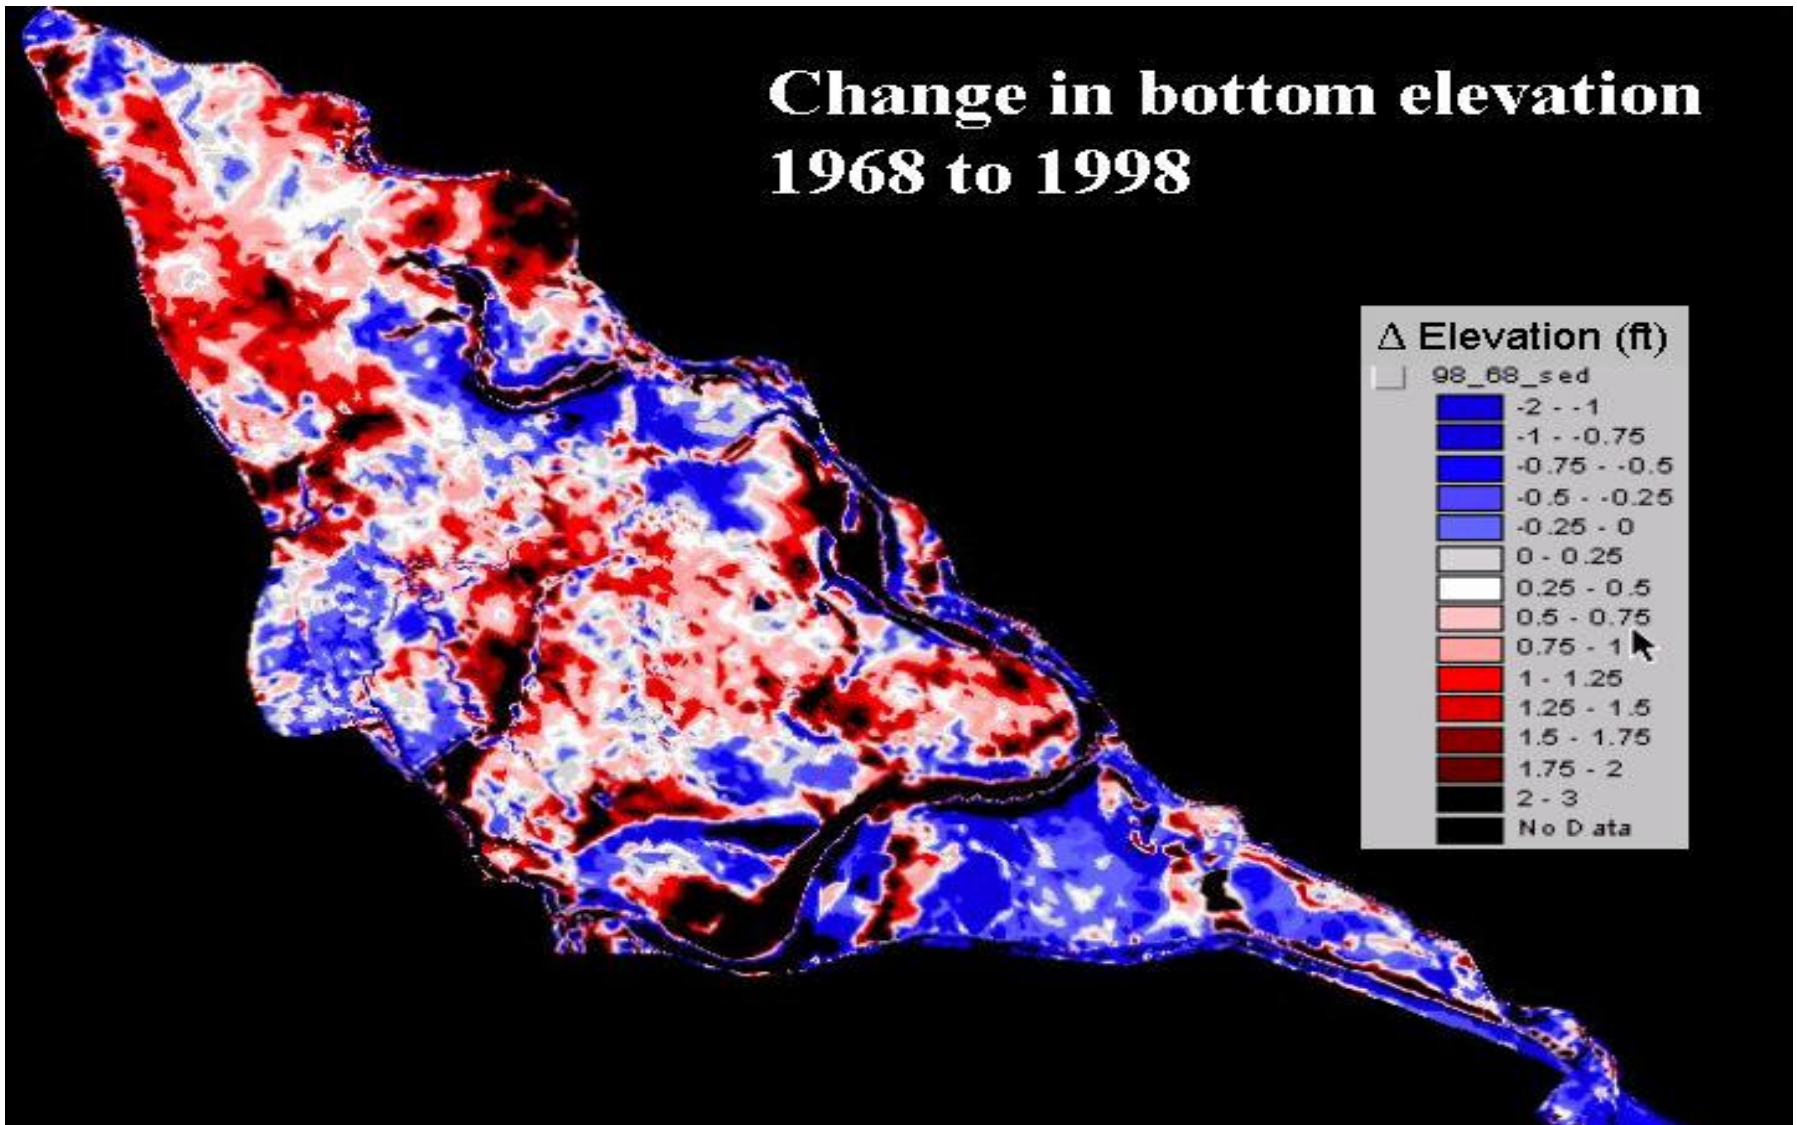 Change in bottom elevation
1968 to 1998
Δ Elevation (ft)
98_68_sed
-2 - -1
-1 - -0.75
-0.75 - -0.5
-0.5 - -0.25
-0.25 - 0
0 - 0.25
0.25 - 0.5
0.5 - 0.75
0.75 - 1
1 - 1.25
1.25 - 1.5
1.5 - 1.75
1.75 - 2
2 - 3
No Data